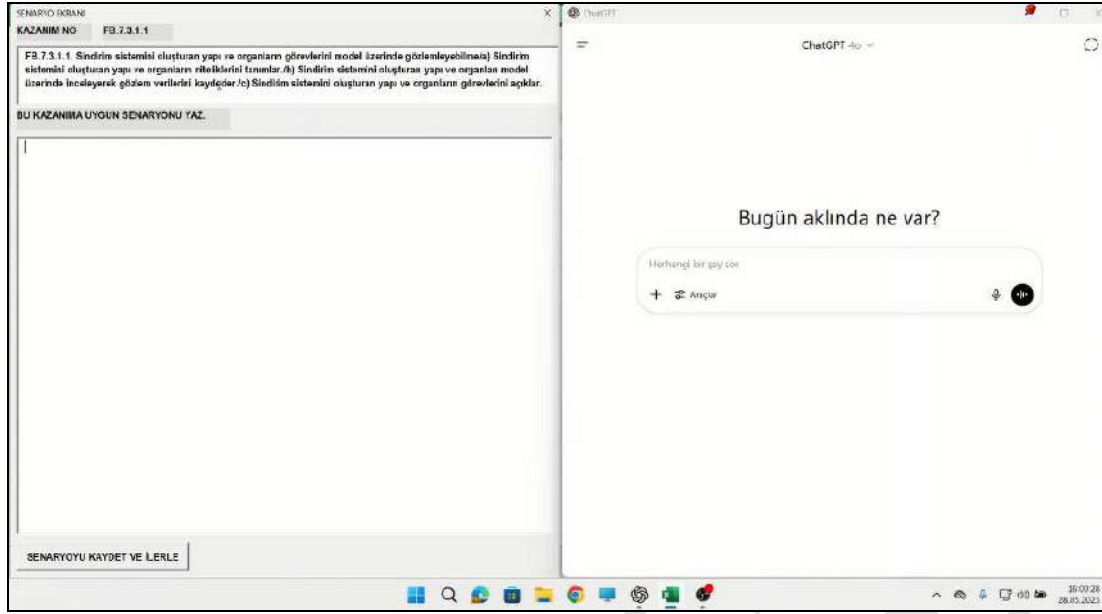 SENARYO EKRANI
KAZANIM NO FB.7.3.1.1
FB.7.3.1.1. Sindirim sistemini oluşturan yapı ve organların görevlerini model üzerinde gözlemleyebilme/a) Sindirim
sistemini oluşturan yapı ve organların niteliklerini tanımlar./b) Sindirim sistemini oluşturan yapı ve organları model
üzerinde inceleyerek gözlem verilerini kaydeder./c) Sindirim sistemini oluşturan yapı ve organların görevlerini açıklar.
BU KAZANIMA UYGUN SENARYONU YAZ.
SENARYOYU KAYDET VE İLERLE
ChatGPT
ChatGPT 4o
Bugün aklında ne var?
Herhangi bir şey sor
Araçlar
16:00:28
28.05.2025